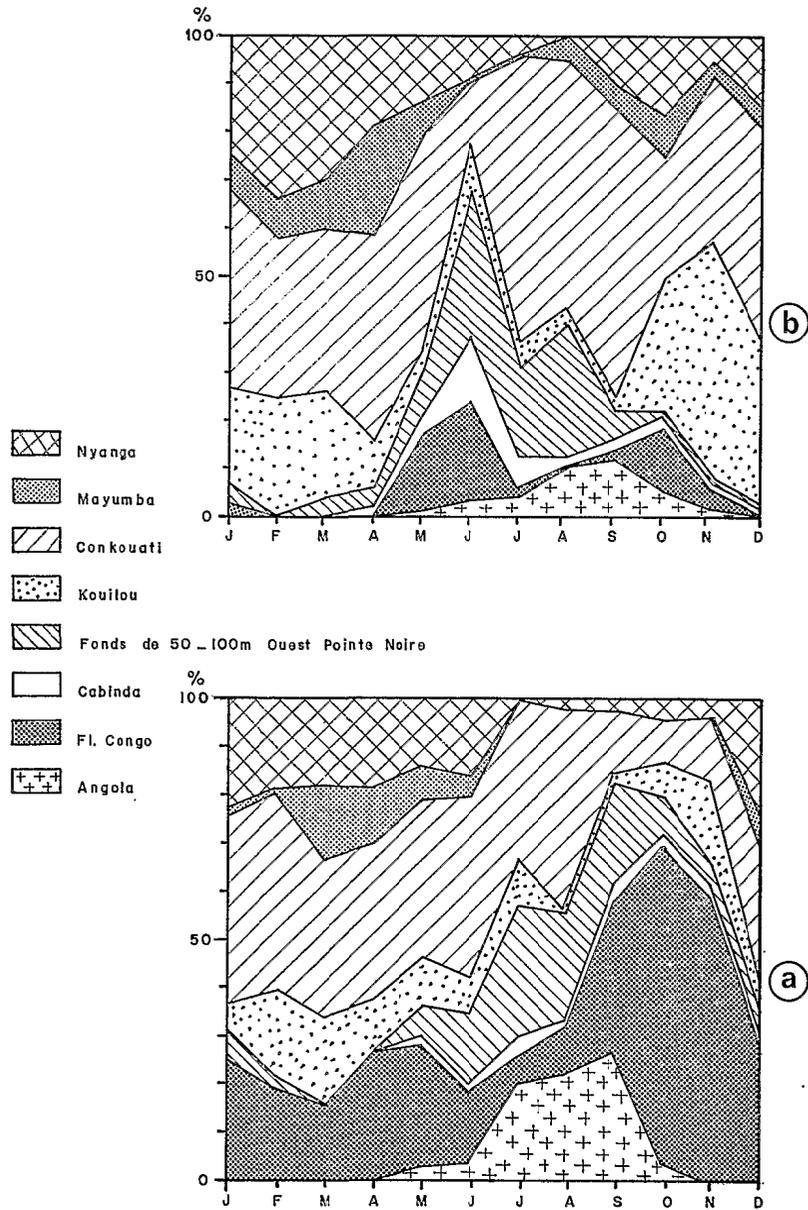 %
100
50
0
J F M A M J J A S O N D
b
Nyanga
Mayumba
Conkouati
Kouilou
Fonds de 50_100m Ouest Pointe Noire
Cabinda
Fl. Congo
Angola
%
100
50
0
J F M A M J J A S O N D
a